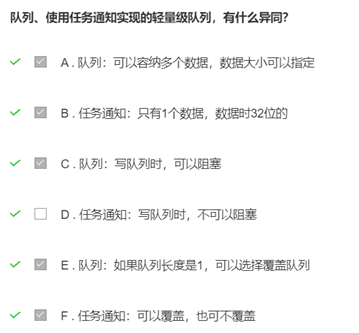 队列、使用任务通知实现的轻量级队列，有什么异同？
A . 队列：可以容纳多个数据，数据大小可以指定
B . 任务通知：只有1个数据，数据时32位的
C . 队列：写队列时，可以阻塞
D . 任务通知：写队列时，不可以阻塞
E . 队列：如果队列长度是1，可以选择覆盖队列
F . 任务通知：可以覆盖，也可不覆盖